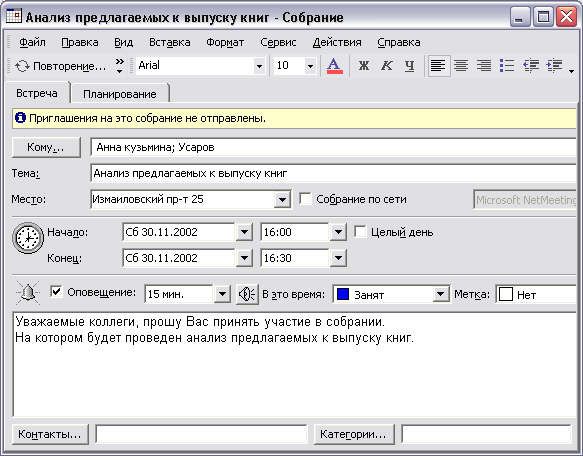 Анализ предлагаемых к выпуску книг - Собрание
Файл Правка Вид Вставка Формат Сервис Действия Справка
Повторение... » Arial 10 A Ж К Ч
Встреча Планирование
Приглашения на это собрание не отправлены.
Кому... Анна кузьмина; Усаров
Тема: Анализ предлагаемых к выпуску книг
Место: Измаиловский пр-т 25 Собрание по сети Microsoft NetMeeting
Начало: Сб 30.11.2002 16:00 Целый день
Конец: Сб 30.11.2002 16:30
Оповещение: 15 мин. В это время: Занят Метка: Нет
Уважаемые коллеги, прошу Вас принять участие в собрании.
На котором будет проведен анализ предлагаемых к выпуску книг.
Контакты... Категории...